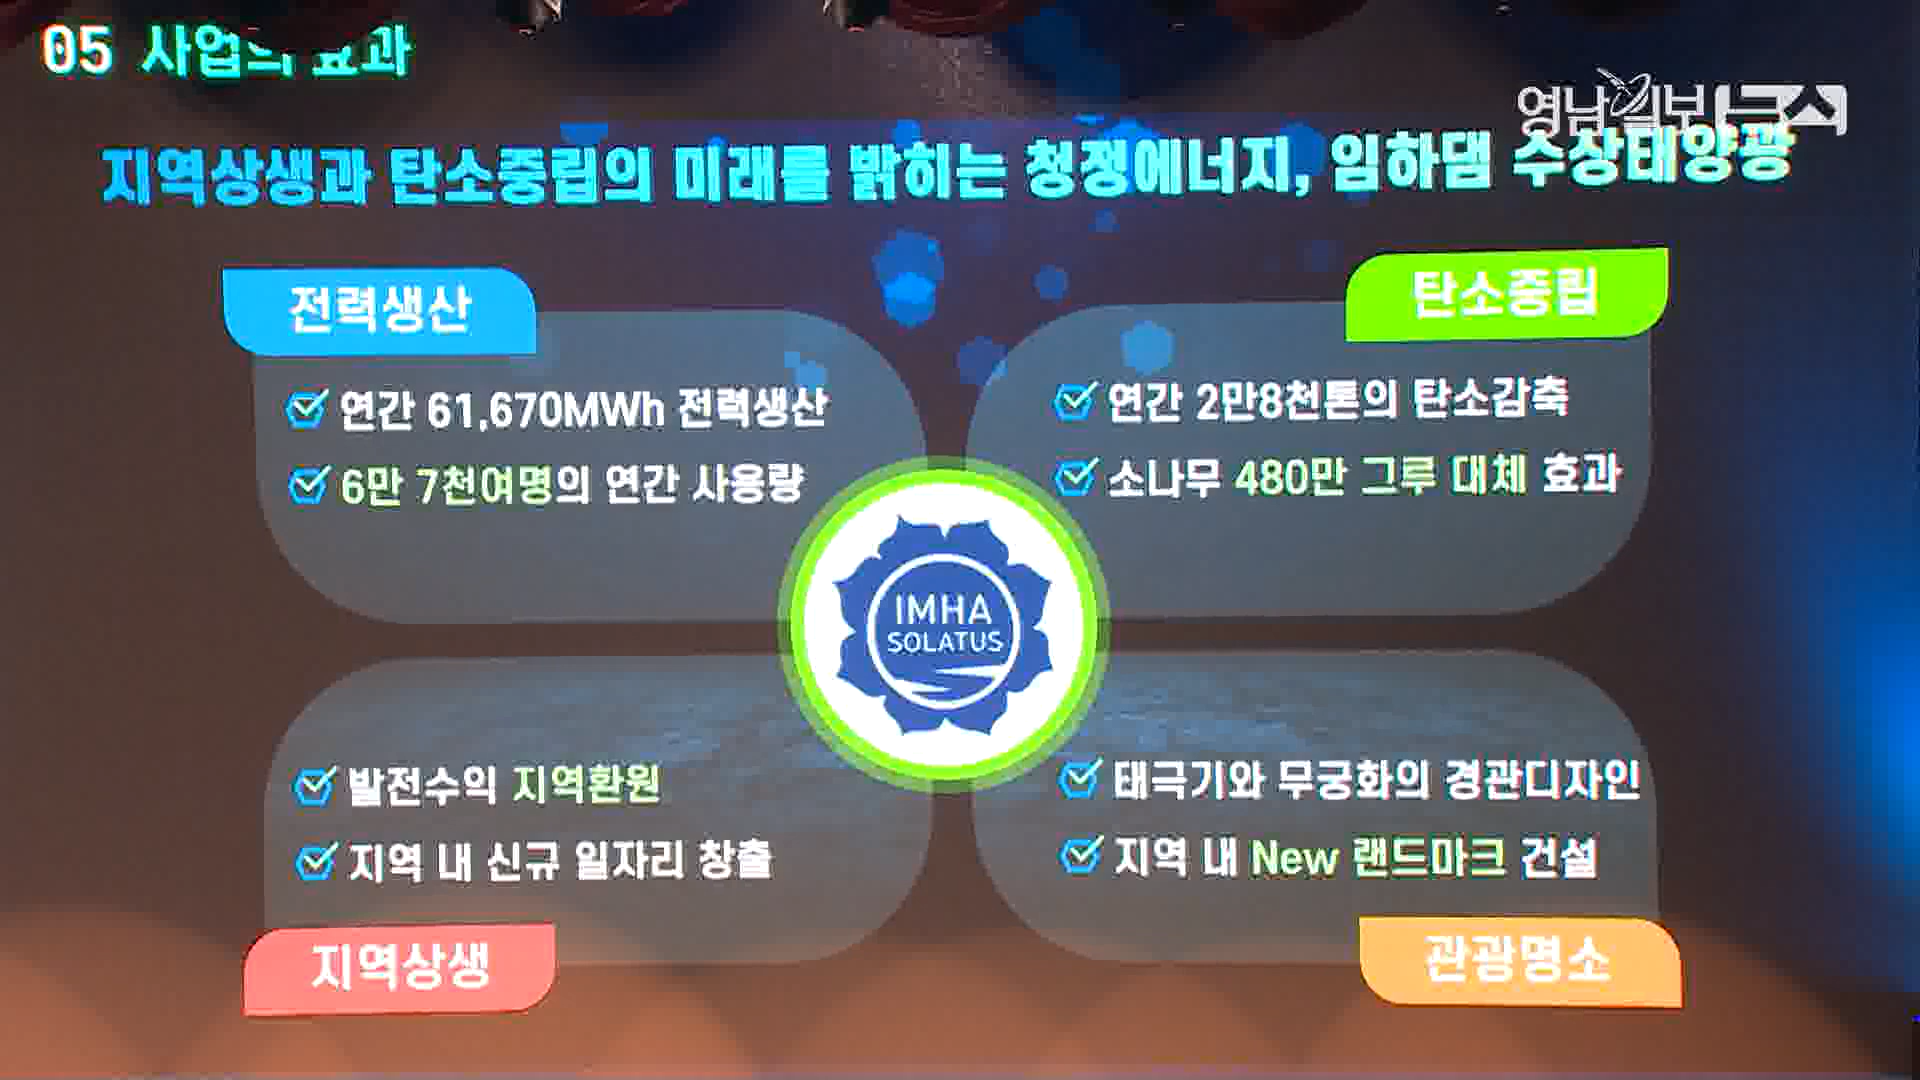 05 사업의 효과
영남일보 뉴스
지역상생과 탄소중립의 미래를 밝히는 청정에너지, 임하댐 수상태양광
전력생산
연간 61,670MWh 전력생산
6만 7천여명의 연간 사용량
탄소중립
연간 2만8천톤의 탄소감축
소나무 480만 그루 대체 효과
IMHA
SOLATUS
발전수익 지역환원
지역 내 신규 일자리 창출
지역상생
태극기와 무궁화의 경관디자인
지역 내 New 랜드마크 건설
관광명소